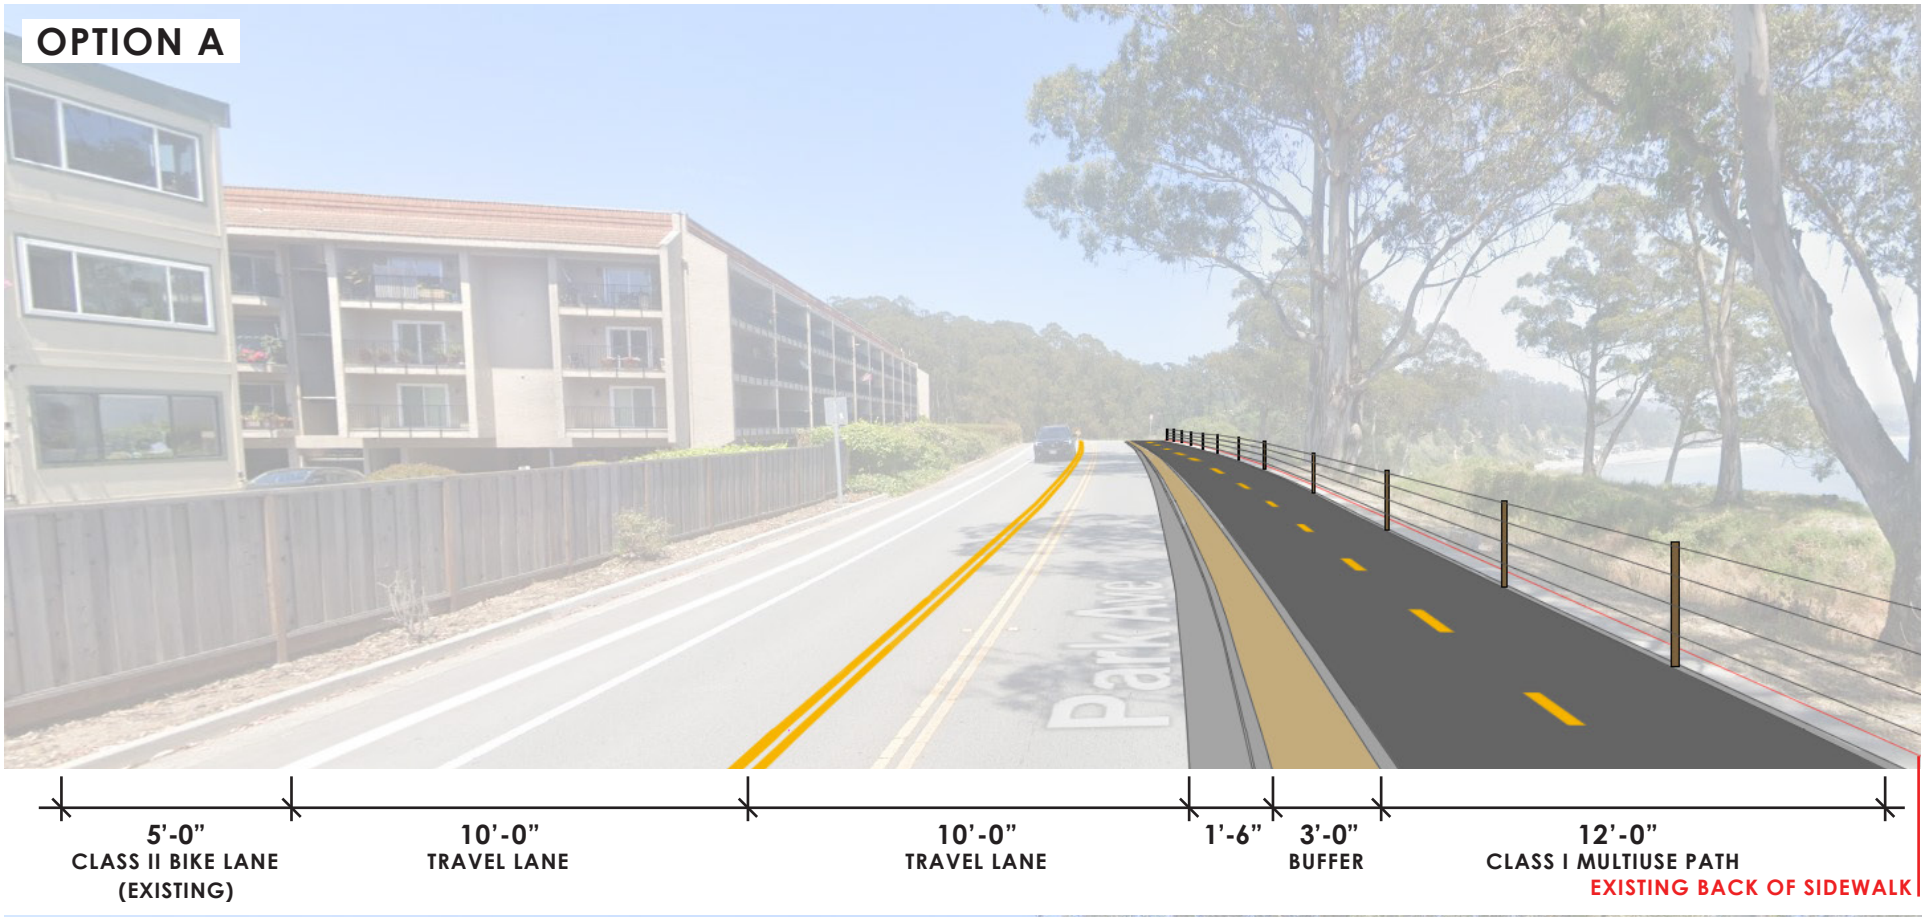 OPTION A
Park Ave
5’-0” 10’-0” 10’-0” 1’-6” 3’-0” 12’-0”
CLASS II BIKE LANE TRAVEL LANE TRAVEL LANE BUFFER CLASS I MULTIUSE PATH
(EXISTING) EXISTING BACK OF SIDEWALK